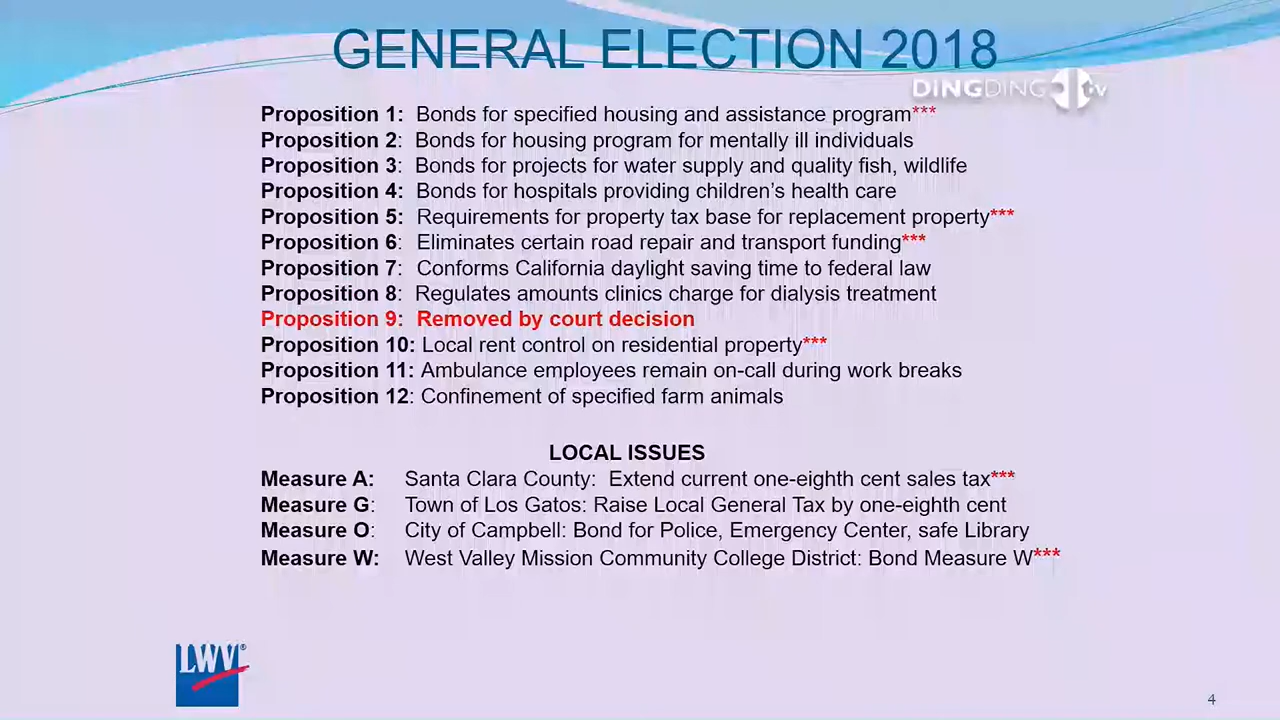 GENERAL ELECTION 2018
DINGDING tv
Proposition 1: Bonds for specified housing and assistance program***
Proposition 2: Bonds for housing program for mentally ill individuals
Proposition 3: Bonds for projects for water supply and quality fish, wildlife
Proposition 4: Bonds for hospitals providing children's health care
Proposition 5: Requirements for property tax base for replacement property***
Proposition 6: Eliminates certain road repair and transport funding***
Proposition 7: Conforms California daylight saving time to federal law
Proposition 8: Regulates amounts clinics charge for dialysis treatment
Proposition 9: Removed by court decision
Proposition 10: Local rent control on residential property***
Proposition 11: Ambulance employees remain on-call during work breaks
Proposition 12: Confinement of specified farm animals
LOCAL ISSUES
Measure A: Santa Clara County: Extend current one-eighth cent sales tax***
Measure G: Town of Los Gatos: Raise Local General Tax by one-eighth cent
Measure O: City of Campbell: Bond for Police, Emergency Center, safe Library
Measure W: West Valley Mission Community College District: Bond Measure W***
LWV®
4